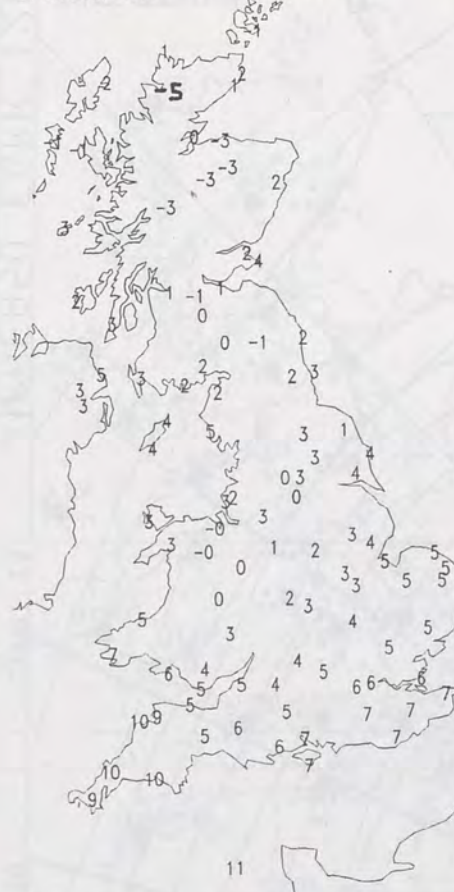 1
1 2
2 -5 1
0 -3
-3
-3 2
-3
3
2 4
2 1 -1 1
3 0
0 -1 2
5 2 3
3 3 2 2 2
3
4 5 3 1
4 3 4
0 3 4
2 0
3 3
-0 3 4
3 -0 1 2 5 5
0 3 5 5
3
0 2 3
5 4 5
3
7 5
6 4 4 5 6
5 5 4 6 6 7
10 9 5 5 7 7
5 6 6 7 7
10 10 7
9
11